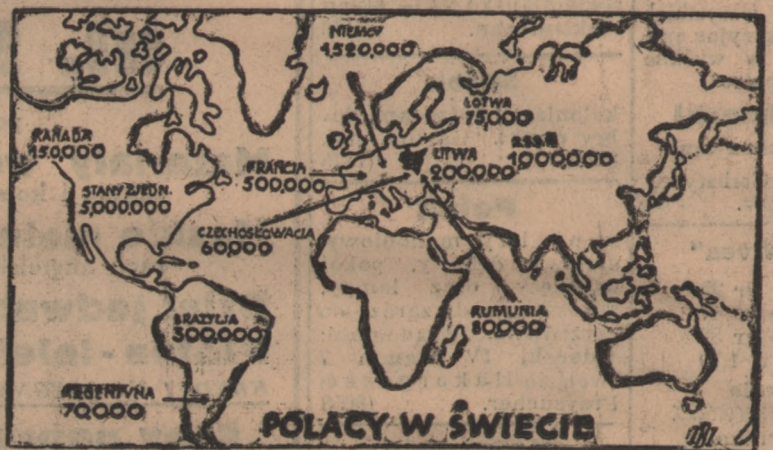 NIEMCY
1,520,000
ŁOTWA
75,000
KANADA
150,000
FRANCJA
500,000
LITWA
200,000
Z.S.S.R.
1,000,000
STANY ZJEDN.
5,000,000
CZECHOSŁOWACJA
60,000
BRAZYLJA
300,000
RUMUNIA
80,000
ARGENTYNA
70,000
POLACY W ŚWIECIE